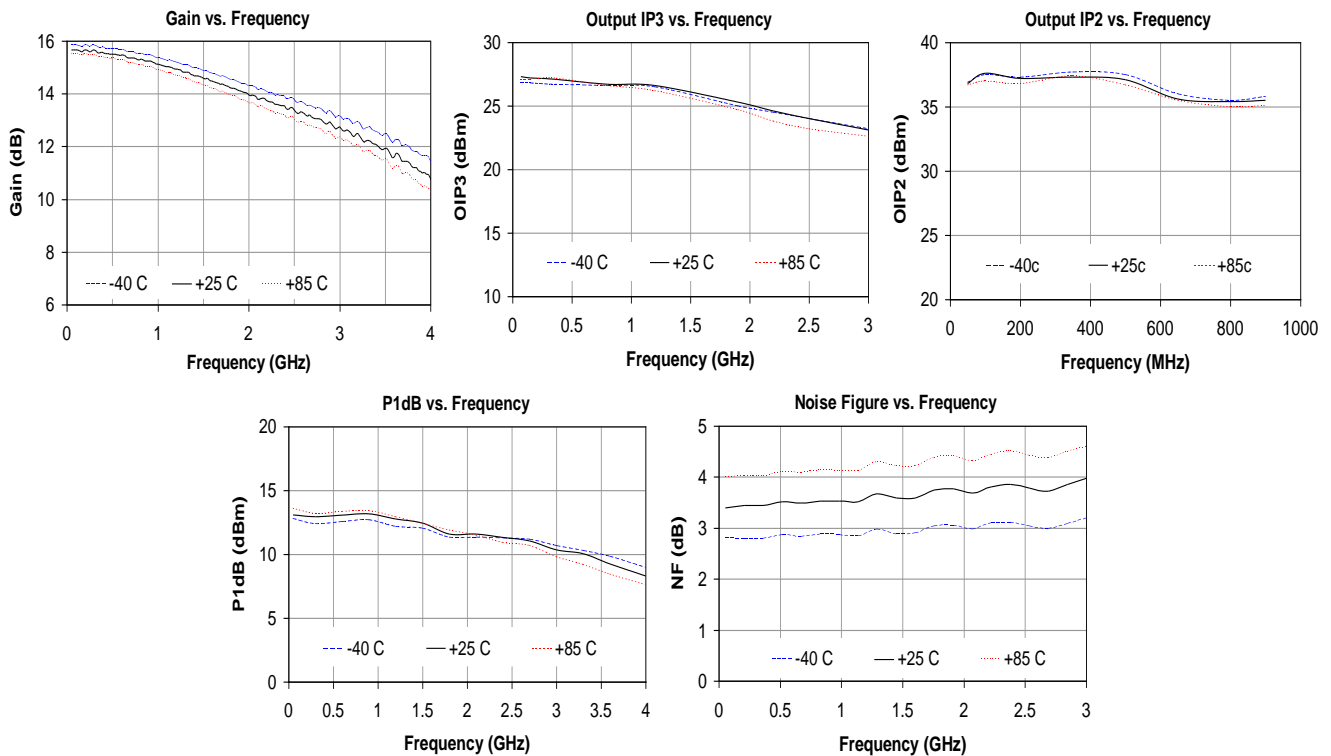 Gain vs. Frequency
Gain (dB)
16
14
12
10
8
6
-40 C +25 C +85 C
0 1 2 3 4
Frequency (GHz)
Output IP3 vs. Frequency
OIP3 (dBm)
30
25
20
15
10
-40 C +25 C +85 C
0 0.5 1 1.5 2 2.5 3
Frequency (GHz)
Output IP2 vs. Frequency
OIP2 (dBm)
40
35
30
25
20
-40c +25c +85c
0 200 400 600 800 1000
Frequency (MHz)
P1dB vs. Frequency
P1dB (dBm)
20
15
10
5
0
-40 C +25 C +85 C
0 0.5 1 1.5 2 2.5 3 3.5 4
Frequency (GHz)
Noise Figure vs. Frequency
NF (dB)
5
4
3
2
1
0
-40 C +25 C +85 C
0 0.5 1 1.5 2 2.5 3
Frequency (GHz)